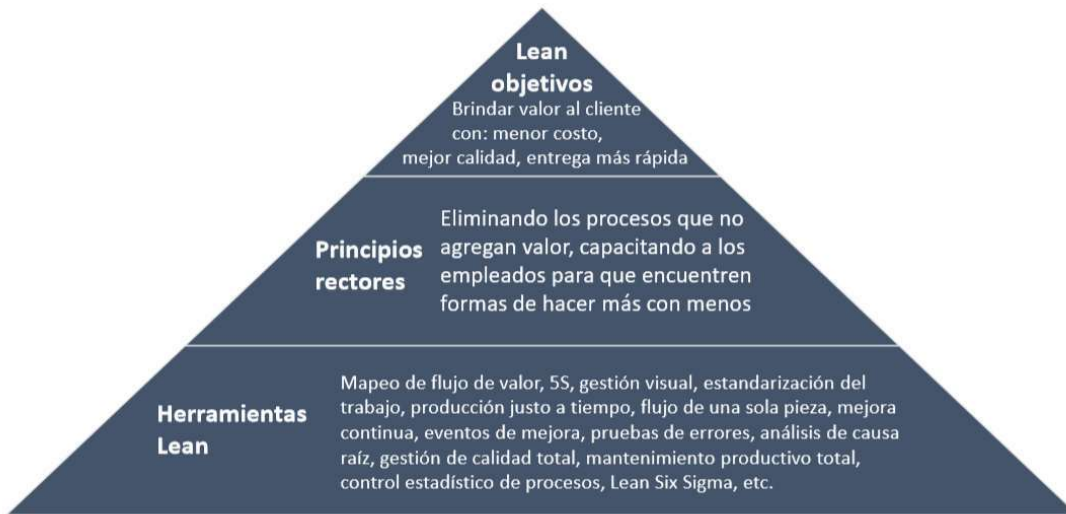 Lean
objetivos
Brindar valor al cliente
con: menor costo,
mejor calidad, entrega más rápida
Principios
rectores
Eliminando los procesos que no
agregan valor, capacitando a los
empleados para que encuentren
formas de hacer más con menos
Herramientas
Lean
Mapeo de flujo de valor, 5S, gestión visual, estandarización del
trabajo, producción justo a tiempo, flujo de una sola pieza, mejora
continua, eventos de mejora, pruebas de errores, análisis de causa
raíz, gestión de calidad total, mantenimiento productivo total,
control estadístico de procesos, Lean Six Sigma, etc.